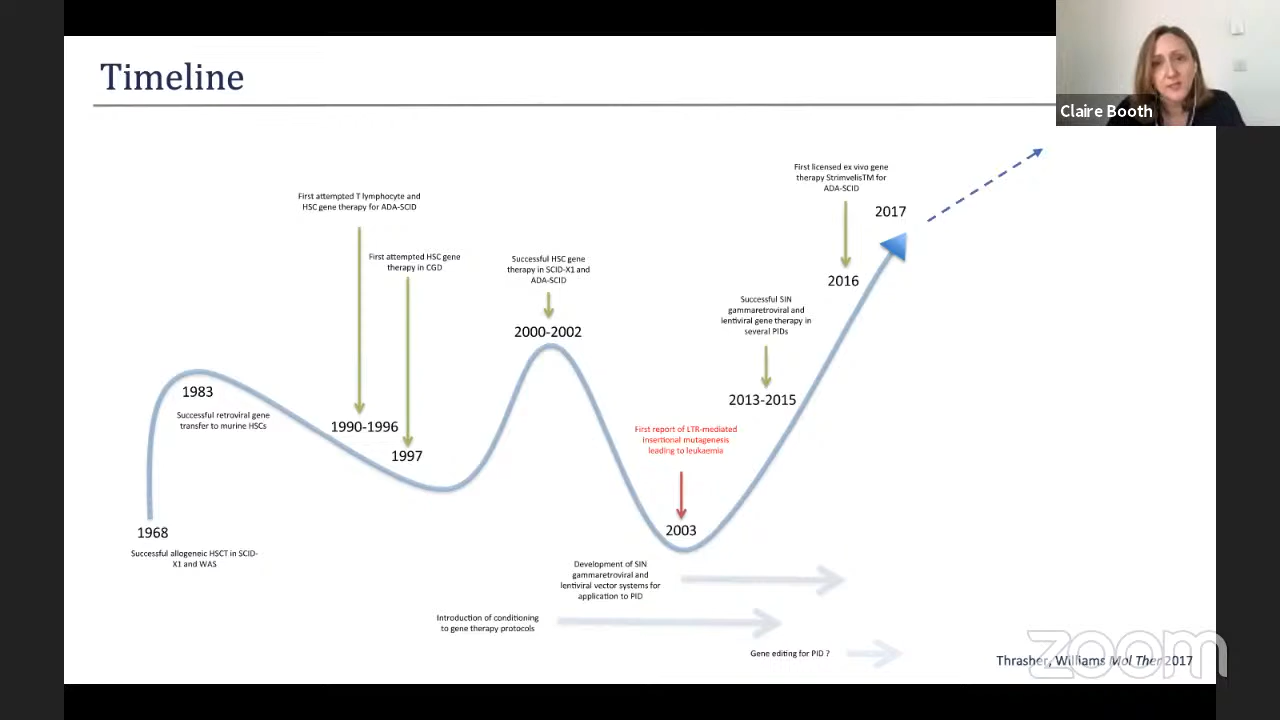 Timeline
Claire Booth
First attempted T lymphocyte and
HSC gene therapy for ADA-SCID
First attempted HSC gene
therapy in CGD
Successful HSC gene
therapy in SCID-X1 and
ADA-SCID
2000-2002
First licensed ex vivo gene
therapy StrimvelisTM for
ADA-SCID
2017
2016
Successful SIN
gammaretroviral and
lentiviral gene therapy in
several PIDs
2013-2015
1983
Successful retroviral gene
transfer to murine HSCs
1990-1996
1997
First report of LTR-mediated
insertional mutagenesis
leading to leukaemia
2003
1968
Successful allogeneic HSCT in SCID-
X1 and WAS
Development of SIN
gammaretroviral and
lentiviral vector systems for
application to PID
Introduction of conditioning
to gene therapy protocols
Gene editing for PID ?
Thrasher, Williams Mol Ther 2017
zoom